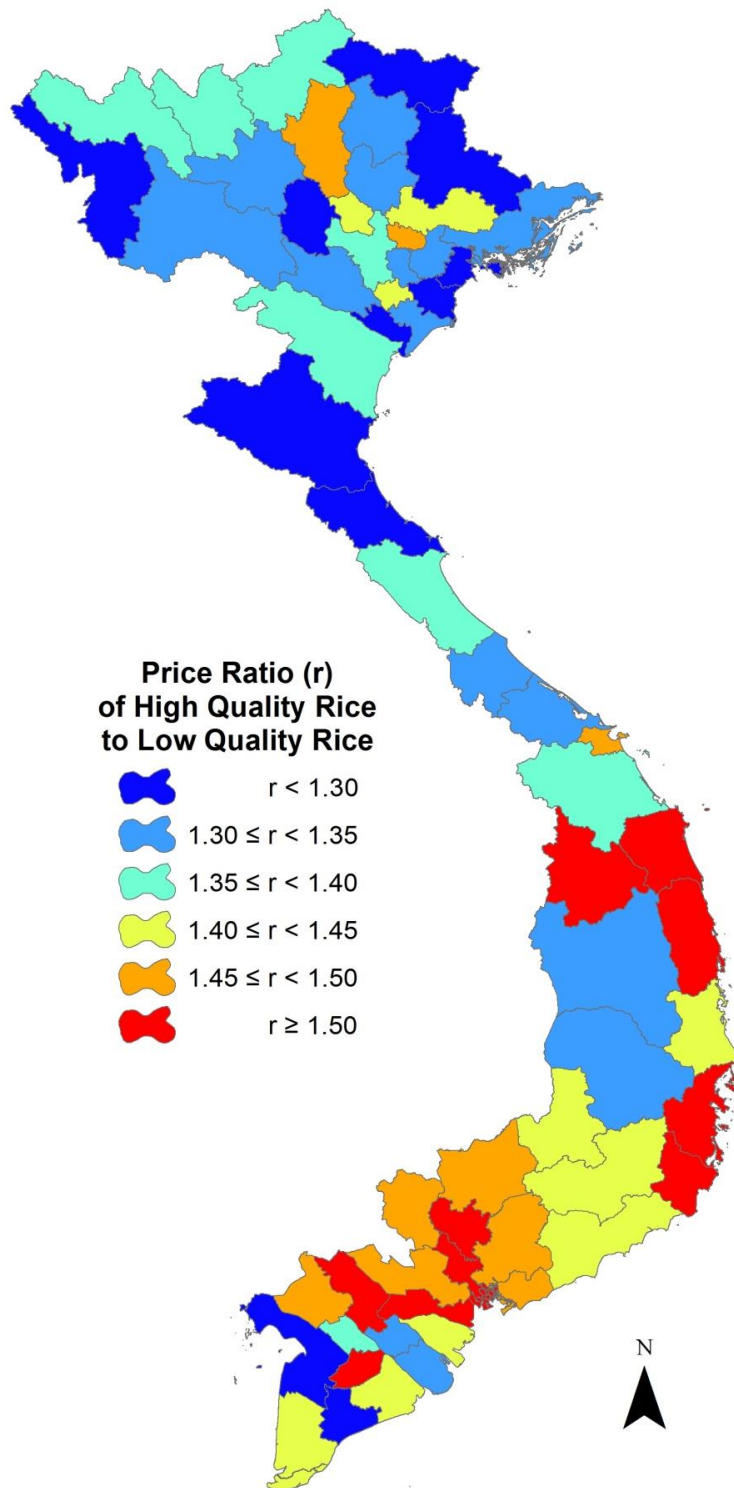 Price Ratio (r)
of High Quality Rice
to Low Quality Rice
r < 1.30
1.30 ≤ r < 1.35
1.35 ≤ r < 1.40
1.40 ≤ r < 1.45
1.45 ≤ r < 1.50
r ≥ 1.50
N